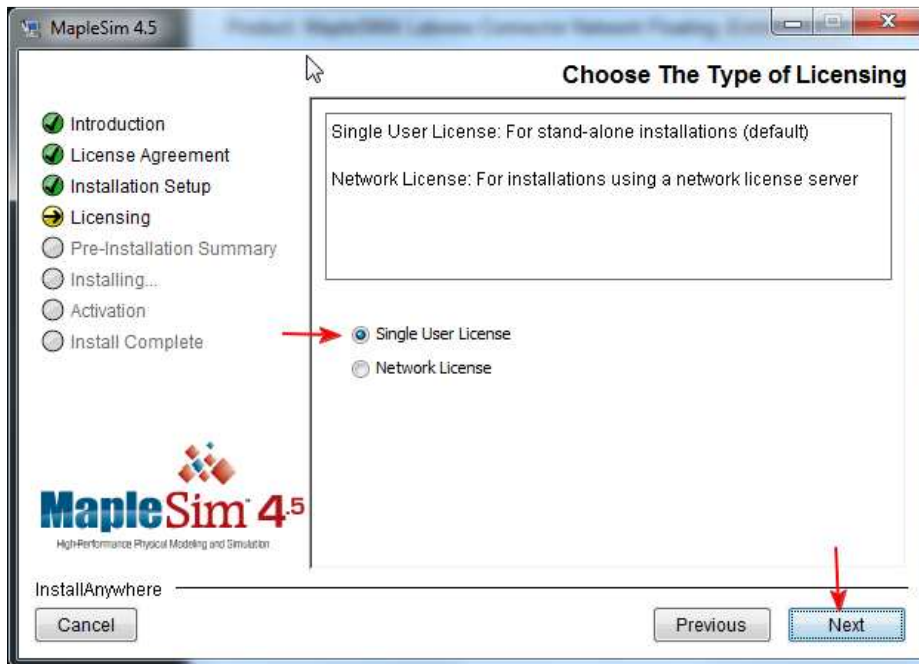 MapleSim 4.5
Choose The Type of Licensing
Introduction
License Agreement
Installation Setup
Licensing
Pre-Installation Summary
Installing...
Activation
Install Complete
Single User License: For stand-alone installations (default)
Network License: For installations using a network license server
Single User License
Network License
MapleSim 4.5
High-Performance Physical Modeling and Simulation
InstallAnywhere
Cancel
Previous
Next